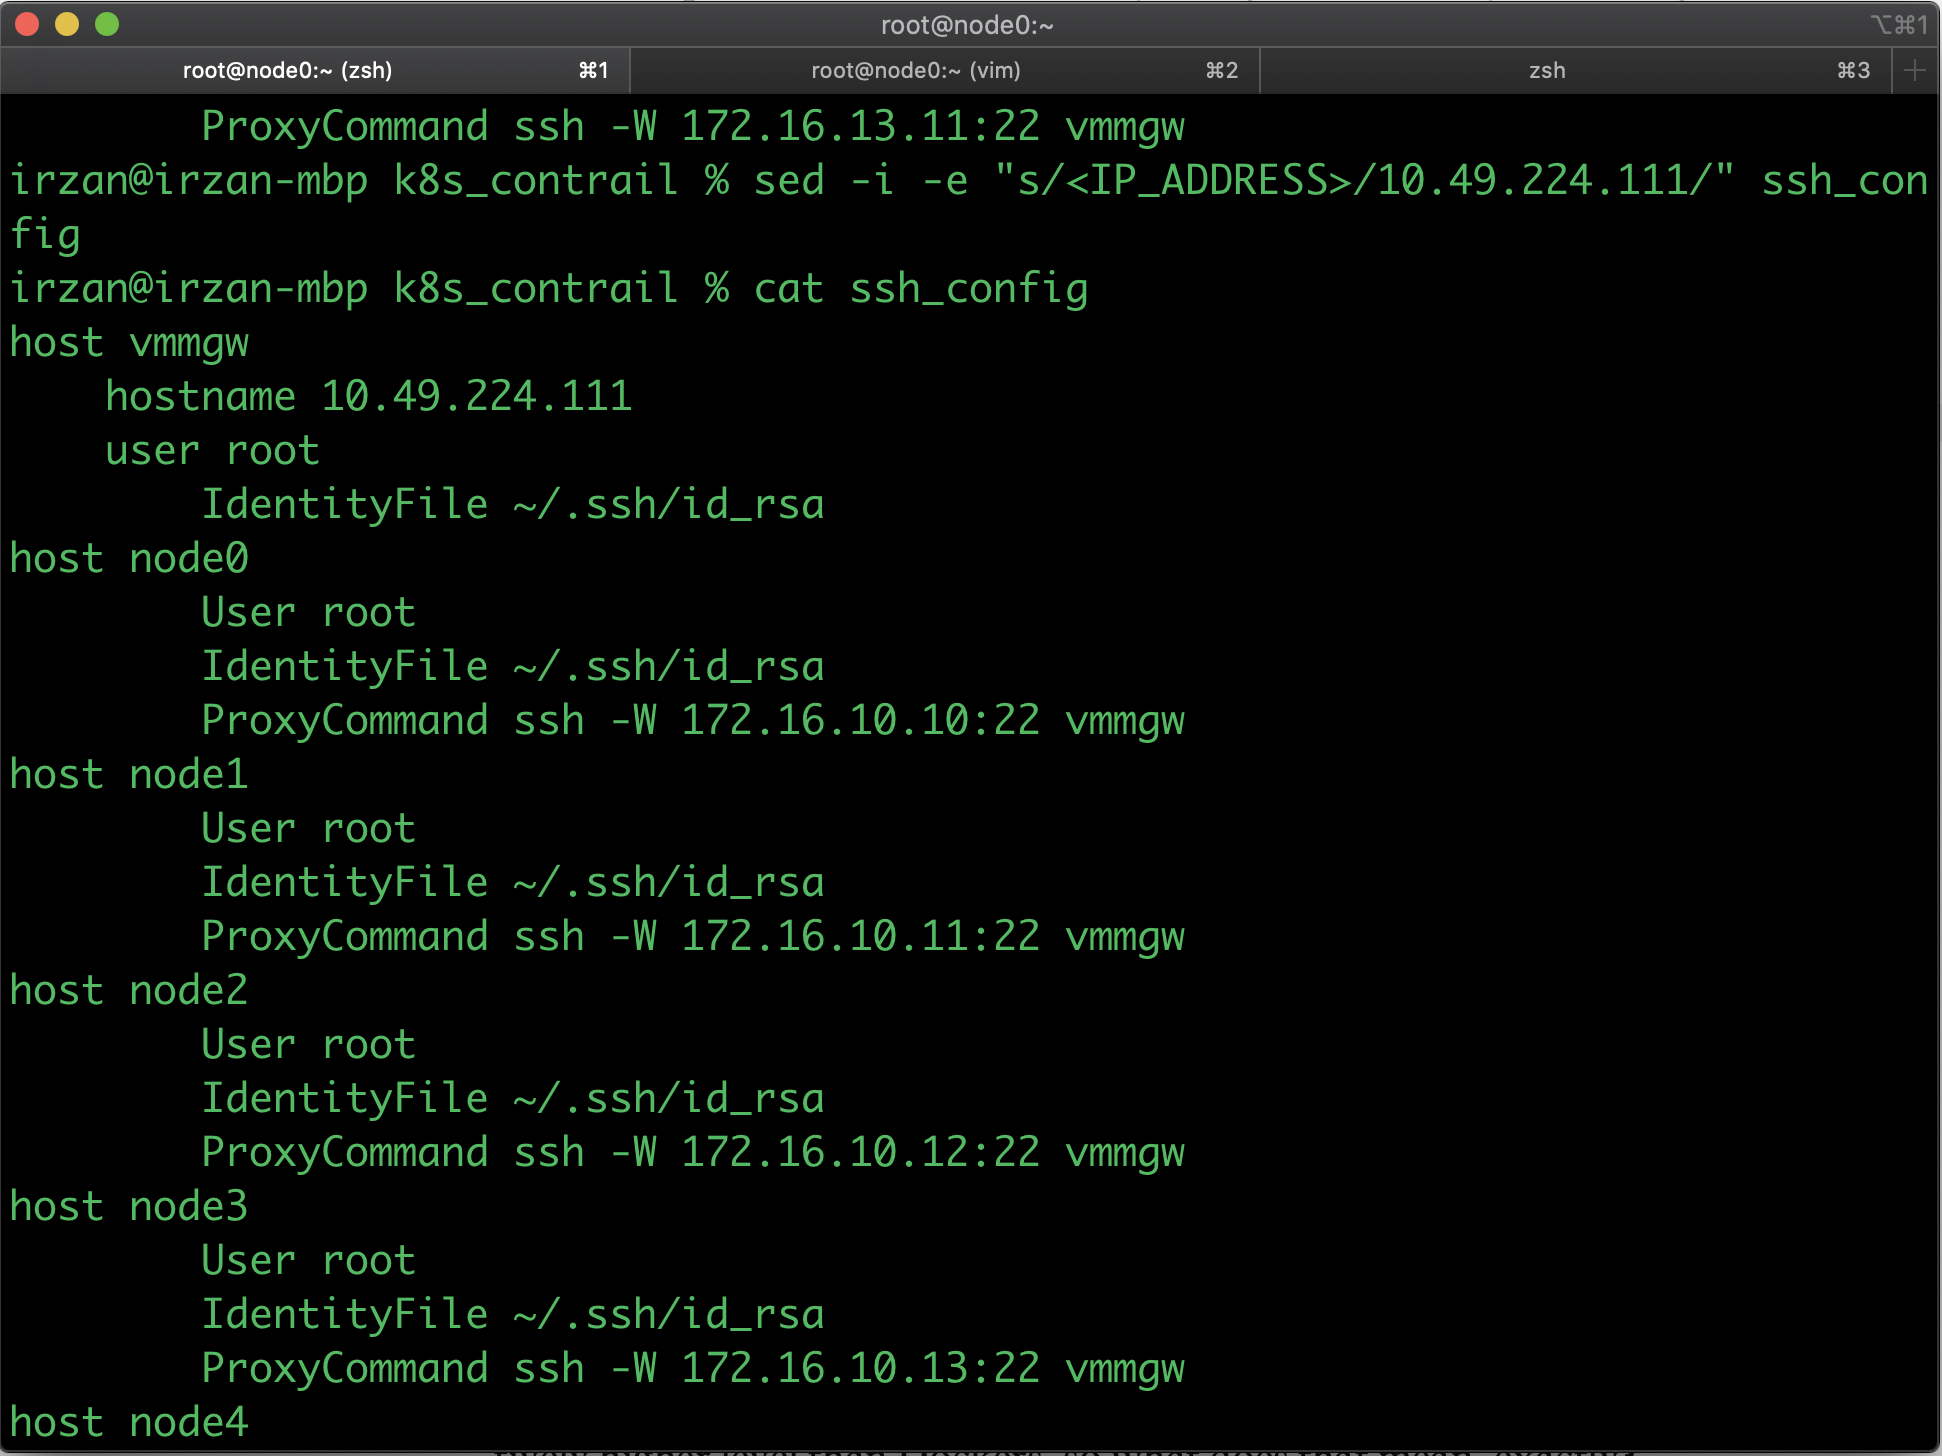 root@node0:~
⌥⌘1
root@node0:~ (zsh) ⌘1
root@node0:~ (vim) ⌘2
zsh ⌘3
ProxyCommand ssh -W 172.16.13.11:22 vmmgw
irzan@irzan-mbp k8s_contrail % sed -i -e "s/<IP_ADDRESS>/10.49.224.111/" ssh_con
fig
irzan@irzan-mbp k8s_contrail % cat ssh_config
host vmmgw
hostname 10.49.224.111
user root
IdentityFile ~/.ssh/id_rsa
host node0
User root
IdentityFile ~/.ssh/id_rsa
ProxyCommand ssh -W 172.16.10.10:22 vmmgw
host node1
User root
IdentityFile ~/.ssh/id_rsa
ProxyCommand ssh -W 172.16.10.11:22 vmmgw
host node2
User root
IdentityFile ~/.ssh/id_rsa
ProxyCommand ssh -W 172.16.10.12:22 vmmgw
host node3
User root
IdentityFile ~/.ssh/id_rsa
ProxyCommand ssh -W 172.16.10.13:22 vmmgw
host node4